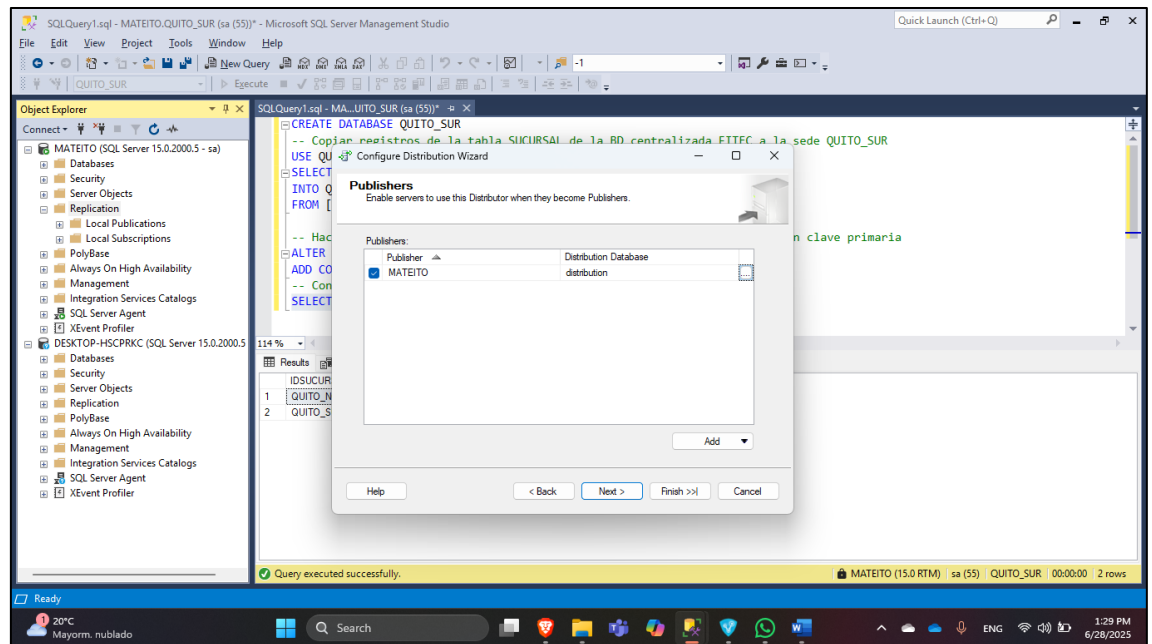 SQLQuery1.sql - MATEITO.QUITO_SUR (sa (55))* - Microsoft SQL Server Management Studio
Quick Launch (Ctrl+Q)
File Edit View Project Tools Window Help
New Query
-1
QUITO_SUR
Execute
Object Explorer
Connect
MATEITO (SQL Server 15.0.2000.5 - sa)
Databases
Security
Server Objects
Replication
Local Publications
Local Subscriptions
PolyBase
Always On High Availability
Management
Integration Services Catalogs
SQL Server Agent
XEvent Profiler
DESKTOP-HSCPRKC (SQL Server 15.0.2000.5
Databases
Security
Server Objects
Replication
PolyBase
Always On High Availability
Management
Integration Services Catalogs
SQL Server Agent
XEvent Profiler
SQLQuery1.sql - MA...UITO_SUR (sa (55))*
CREATE DATABASE QUITO_SUR
-- Copiar registros de la tabla SUCURSAL de la BD centralizada EITEC a la sede QUITO_SUR
USE QU
SELECT
INTO Q
FROM [
-- Hac
n clave primaria
ALTER
ADD CO
-- Con
SELECT
114 %
Results
IDSUCUR
1 QUITO_N
2 QUITO_S
Configure Distribution Wizard
Publishers
Enable servers to use this Distributor when they become Publishers.
Publishers:
Publisher Distribution Database
MATEITO distribution ...
Add
Help < Back Next > Finish >>| Cancel
Query executed successfully.
MATEITO (15.0 RTM) sa (55) QUITO_SUR 00:00:00 2 rows
Ready
1
20°C
Mayorm. nublado
Search
ENG
1:29 PM
6/28/2025